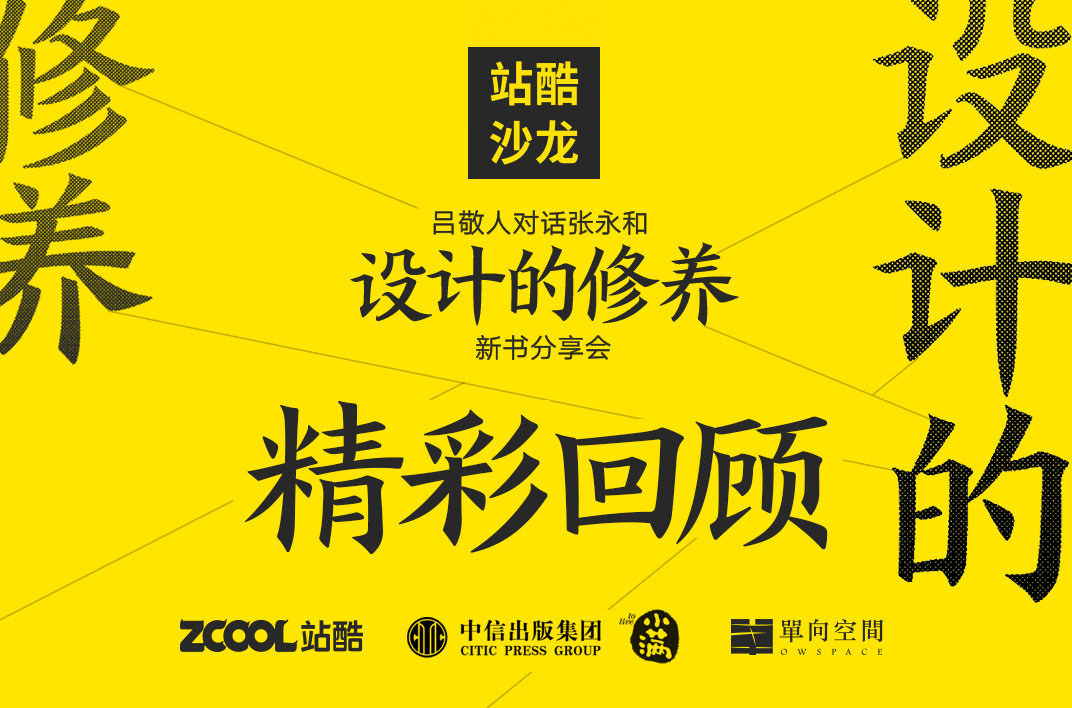 站酷
沙龙
吕敬人对话张永和
设计的修养
新书分享会
精彩回顾
设计的
修养
ZCOOL站酷
中信出版集团
CITIC PRESS GROUP
to live
小满
單向空間
OWSPACE